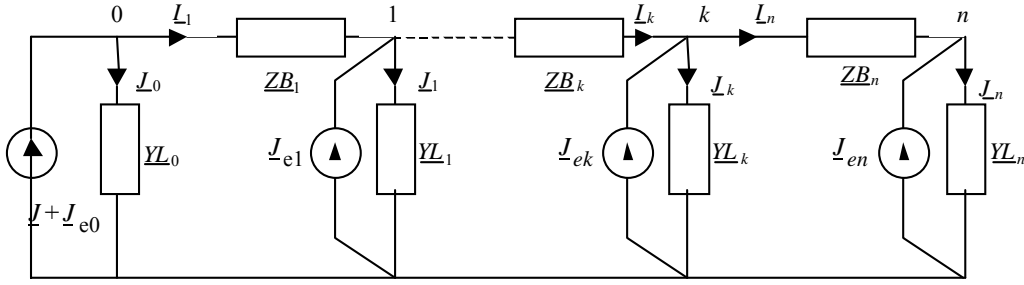 0
I1
1
Ik
k
In
n
J0
ZB1
J1
ZBk
Jk
ZBn
Jn
YL0
Je1
YL1
Jek
YLk
Jen
YLn
J + Je0